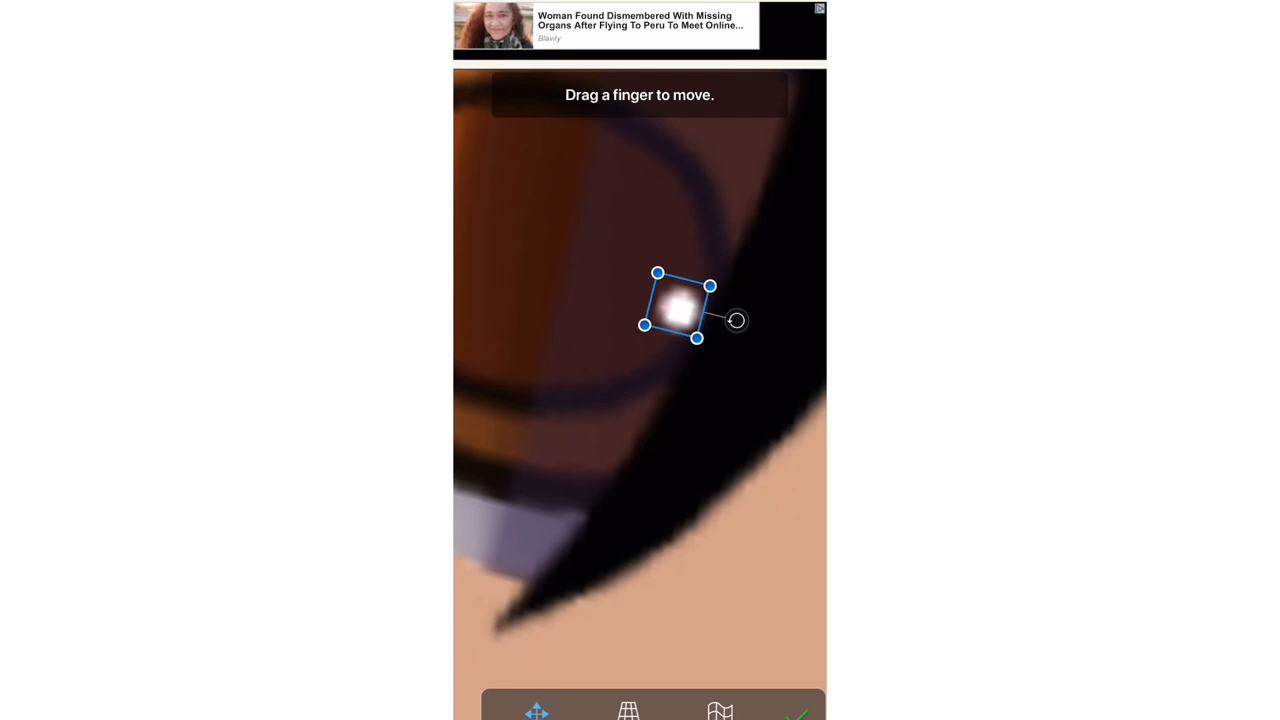 Woman Found Dismembered With Missing
Organs After Flying To Peru To Meet Online...
Blavity
Drag a finger to move.